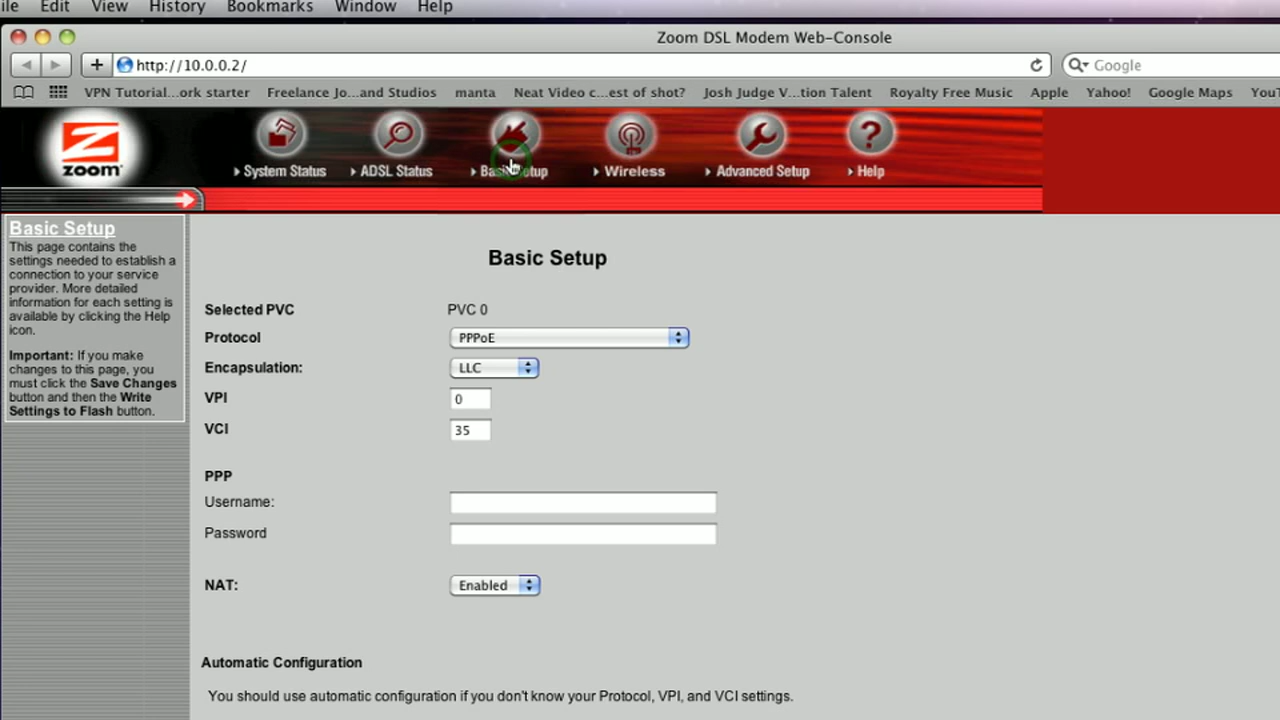 ile Edit View History Bookmarks Window Help
Zoom DSL Modem Web-Console
http://10.0.0.2/
Google
VPN Tutorial...ork starter Freelance Jo...and Studios manta Neat Video c...est of shot? Josh Judge V...tion Talent Royalty Free Music Apple Yahoo! Google Maps YouT
Z
zoom
System Status ADSL Status Basic Setup Wireless Advanced Setup ? Help
Basic Setup
This page contains the
settings needed to establish a
connection to your service
provider. More detailed
information for each setting is
available by clicking the Help
icon.
Important: If you make
changes to this page, you
must click the Save Changes
button and then the Write
Settings to Flash button.
Basic Setup
Selected PVC PVC 0
Protocol PPPoE
Encapsulation: LLC
VPI 0
VCI 35
PPP
Username:
Password
NAT: Enabled
Automatic Configuration
You should use automatic configuration if you don't know your Protocol, VPI, and VCI settings.